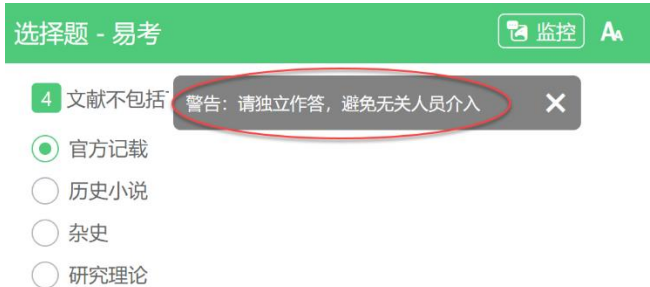 选择题 - 易考
监控
AA
4 文献不包括
警告：请独立作答，避免无关人员介入
官方记载
历史小说
杂史
研究理论